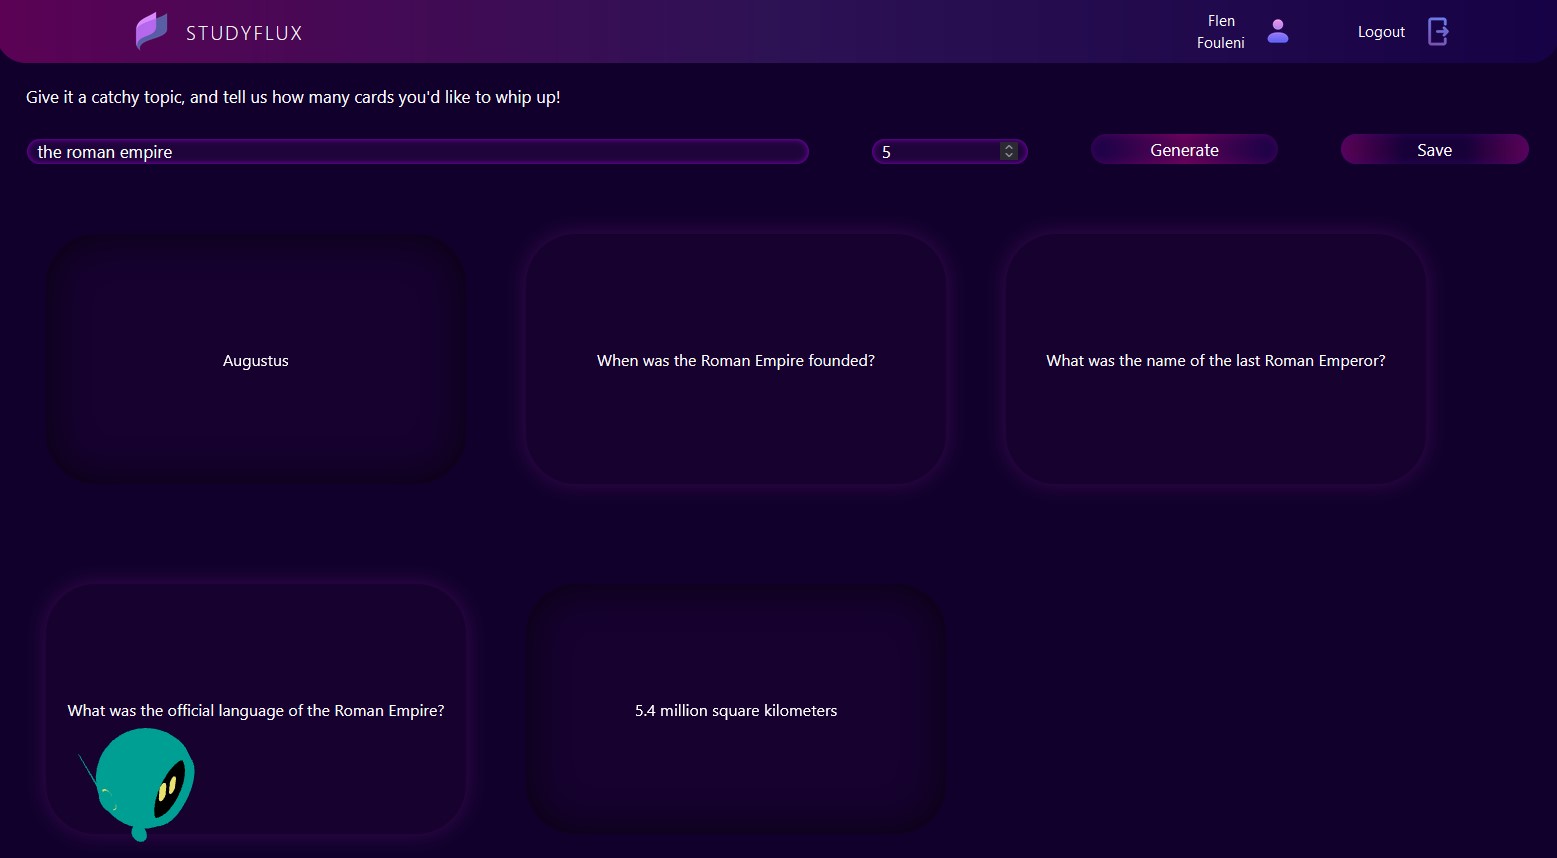 STUDYFLUX
Flen
Fouleni
Logout
Give it a catchy topic, and tell us how many cards you'd like to whip up!
the roman empire
5
Generate
Save
Augustus
When was the Roman Empire founded?
What was the name of the last Roman Emperor?
What was the official language of the Roman Empire?
5.4 million square kilometers